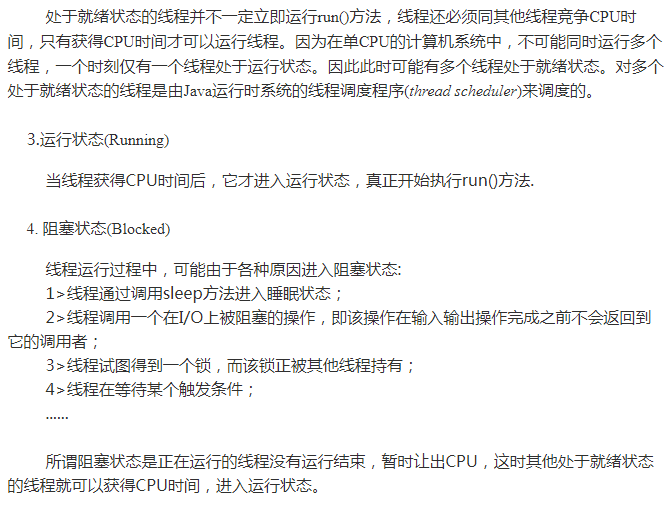 处于就绪状态的线程并不一定立即运行run()方法，线程还必须同其他线程竞争CPU时
间，只有获得CPU时间才可以运行线程。因为在单CPU的计算机系统中，不可能同时运行多个
线程，一个时刻仅有一个线程处于运行状态。因此此时可能有多个线程处于就绪状态。对多个
处于就绪状态的线程是由Java运行时系统的线程调度程序(thread scheduler)来调度的。
3.运行状态(Running)
当线程获得CPU时间后，它才进入运行状态，真正开始执行run()方法.
4. 阻塞状态(Blocked)
线程运行过程中，可能由于各种原因进入阻塞状态:
1>线程通过调用sleep方法进入睡眠状态；
2>线程调用一个在I/O上被阻塞的操作，即该操作在输入输出操作完成之前不会返回到
它的调用者；
3>线程试图得到一个锁，而该锁正被其他线程持有；
4>线程在等待某个触发条件；
......
所谓阻塞状态是正在运行的线程没有运行结束，暂时让出CPU，这时其他处于就绪状态
的线程就可以获得CPU时间，进入运行状态。